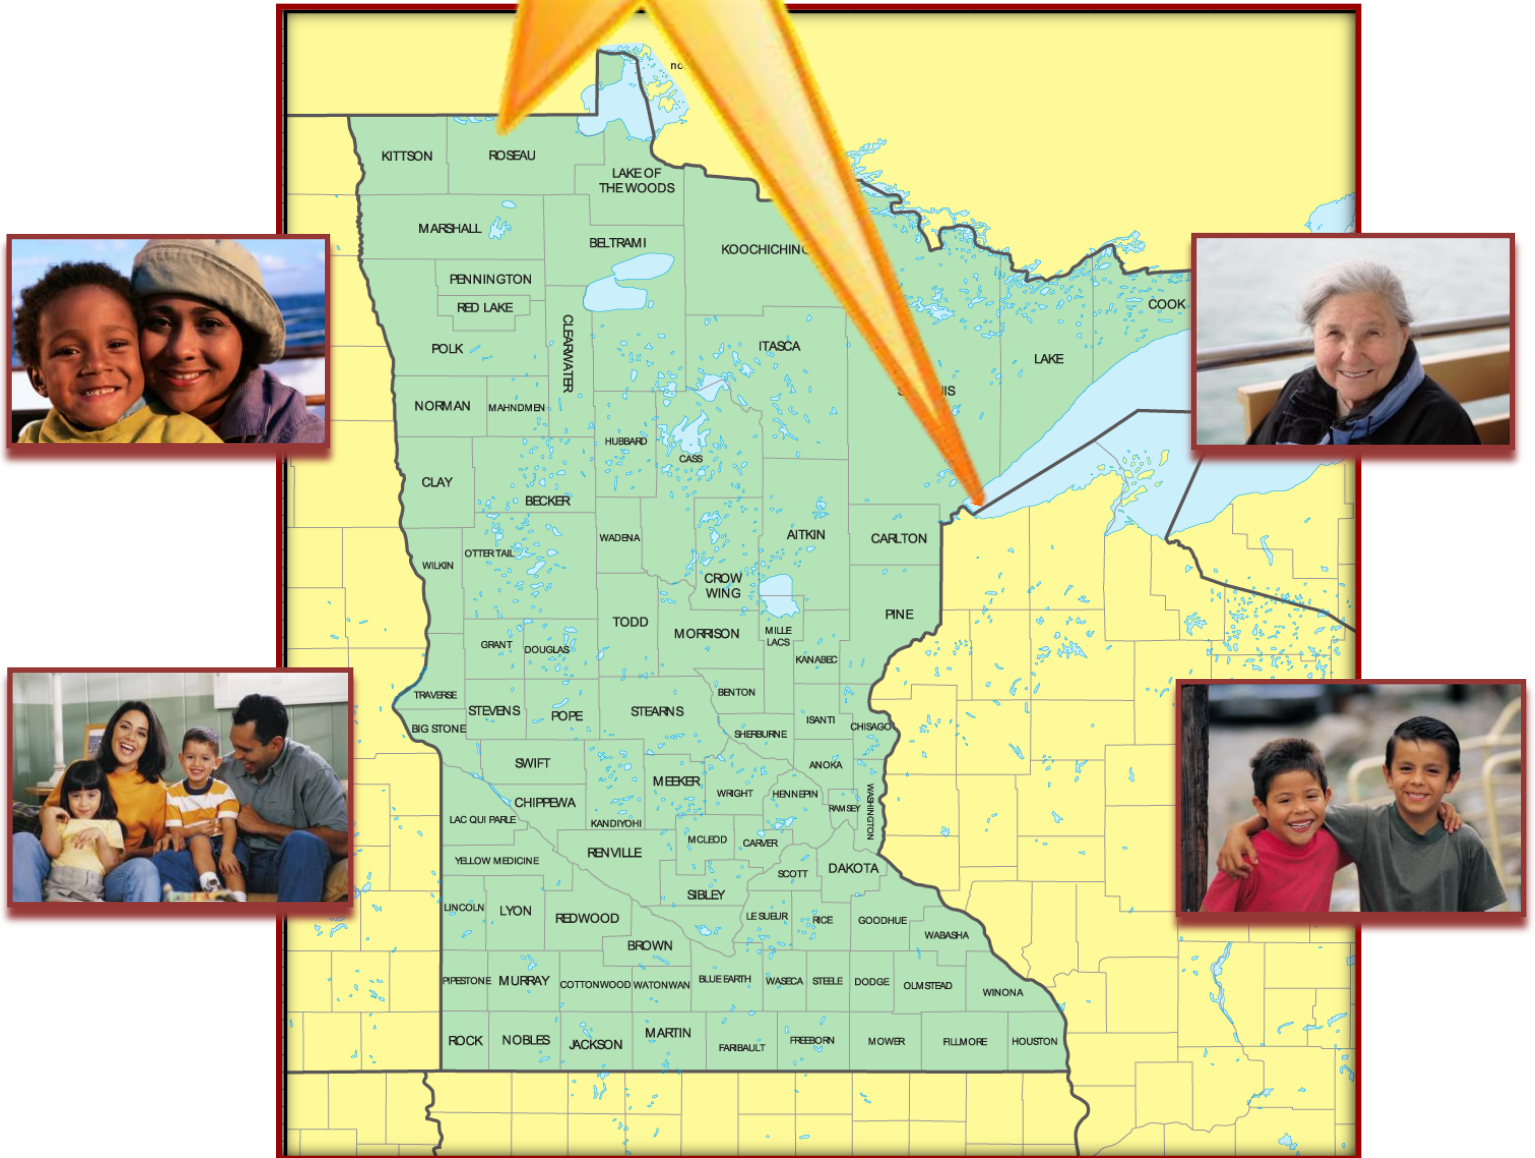 KITTSON
ROSEAU
LAKE OF
THE WOODS
MARSHALL
BELTRAMI
KOOCHICHING
PENNINGTON
RED LAKE
COOK
CLEARWATER
POLK
ITASCA
LAKE
NORMAN
MAHNOMEN
HUBBARD
CASS
CLAY
BECKER
WADENA
AITKIN
CARLTON
OTTER TAIL
WILKIN
CROW
WING
PINE
TODD
MORRISON
MILLE
LACS
GRANT
DOUGLAS
KANABEC
TRAVERSE
BENTON
STEVENS
POPE
STEARNS
ISANTI
CHISAGO
BIG STONE
SHERBURNE
SWIFT
ANOKA
MEEKER
WRIGHT
HENNEPIN
WASHINGTON
CHIPPEWA
RAMSEY
LAC QUI PARLE
KANDIYOHI
MCLEOD
CARVER
RENVILLE
YELLOW MEDICINE
SCOTT
DAKOTA
SIBLEY
LINCOLN
LYON
REDWOOD
LE SUEUR
RICE
GOODHUE
WABASHA
BROWN
PIPESTONE
MURRAY
COTTONWOOD
WATONWAN
BLUE EARTH
WASECA
STEELE
DODGE
OLMSTEAD
WINONA
ROCK
NOBLES
JACKSON
MARTIN
FARIBAULT
FREEBORN
MOWER
FILLMORE
HOUSTON